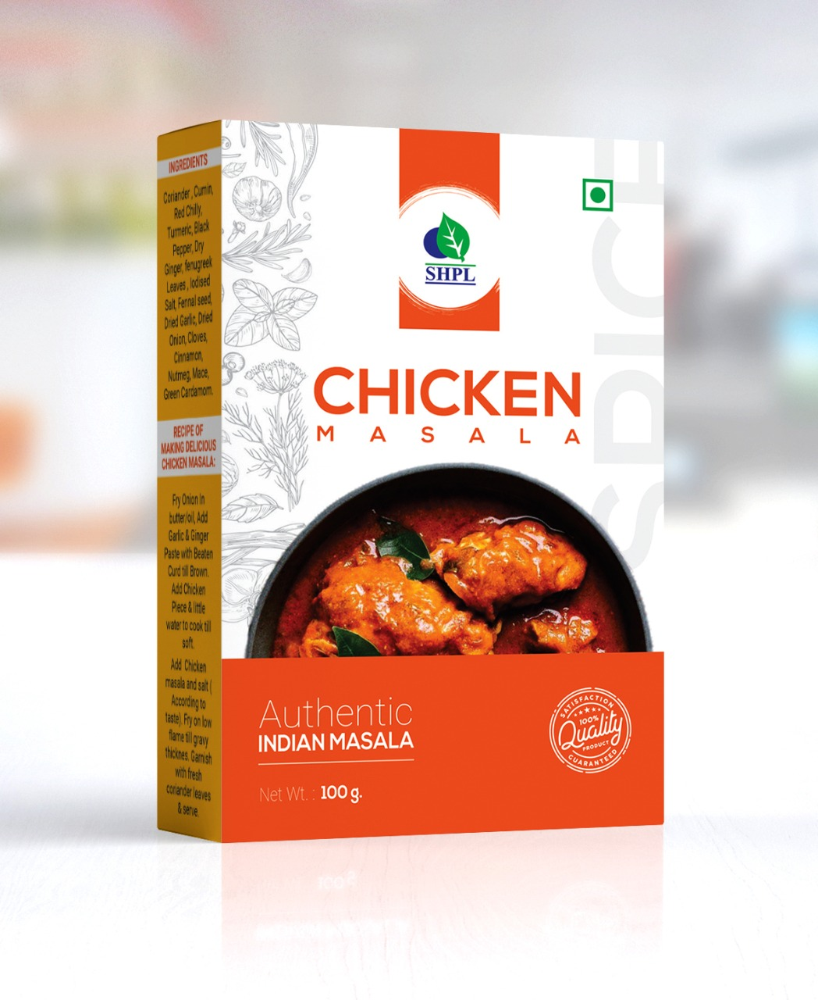 INGREDIENTS
Coriander , Cumin,
Red Chilly,
Turmeric, Black
Pepper, Dry
Ginger, fenugreek
Leaves , Iodised
Salt, Fennal seed,
Dried Garlic, Dried
Onion, Cloves,
Cinnamon,
Nutmeg, Mace,
Green Cardamom.
RECIPE OF
MAKING DELICIOUS
CHICKEN MASALA:
Fry Onion In
butter/oil, Add
Garlic & Ginger
Paste with Beaten
Curd till Brown.
Add Chicken
Piece & little
water to cook till
soft.
Add Chicken
masala and salt (
According to
taste). Fry on low
flame till gravy
thicknes. Garnish
with fresh
coriander leaves
& serve.
SHPL
SPICE
CHICKEN
MASALA
Authentic
INDIAN MASALA
Net Wt. : 100 g.
SATISFACTION
100%
Quality
PRODUCT
GUARANTEED